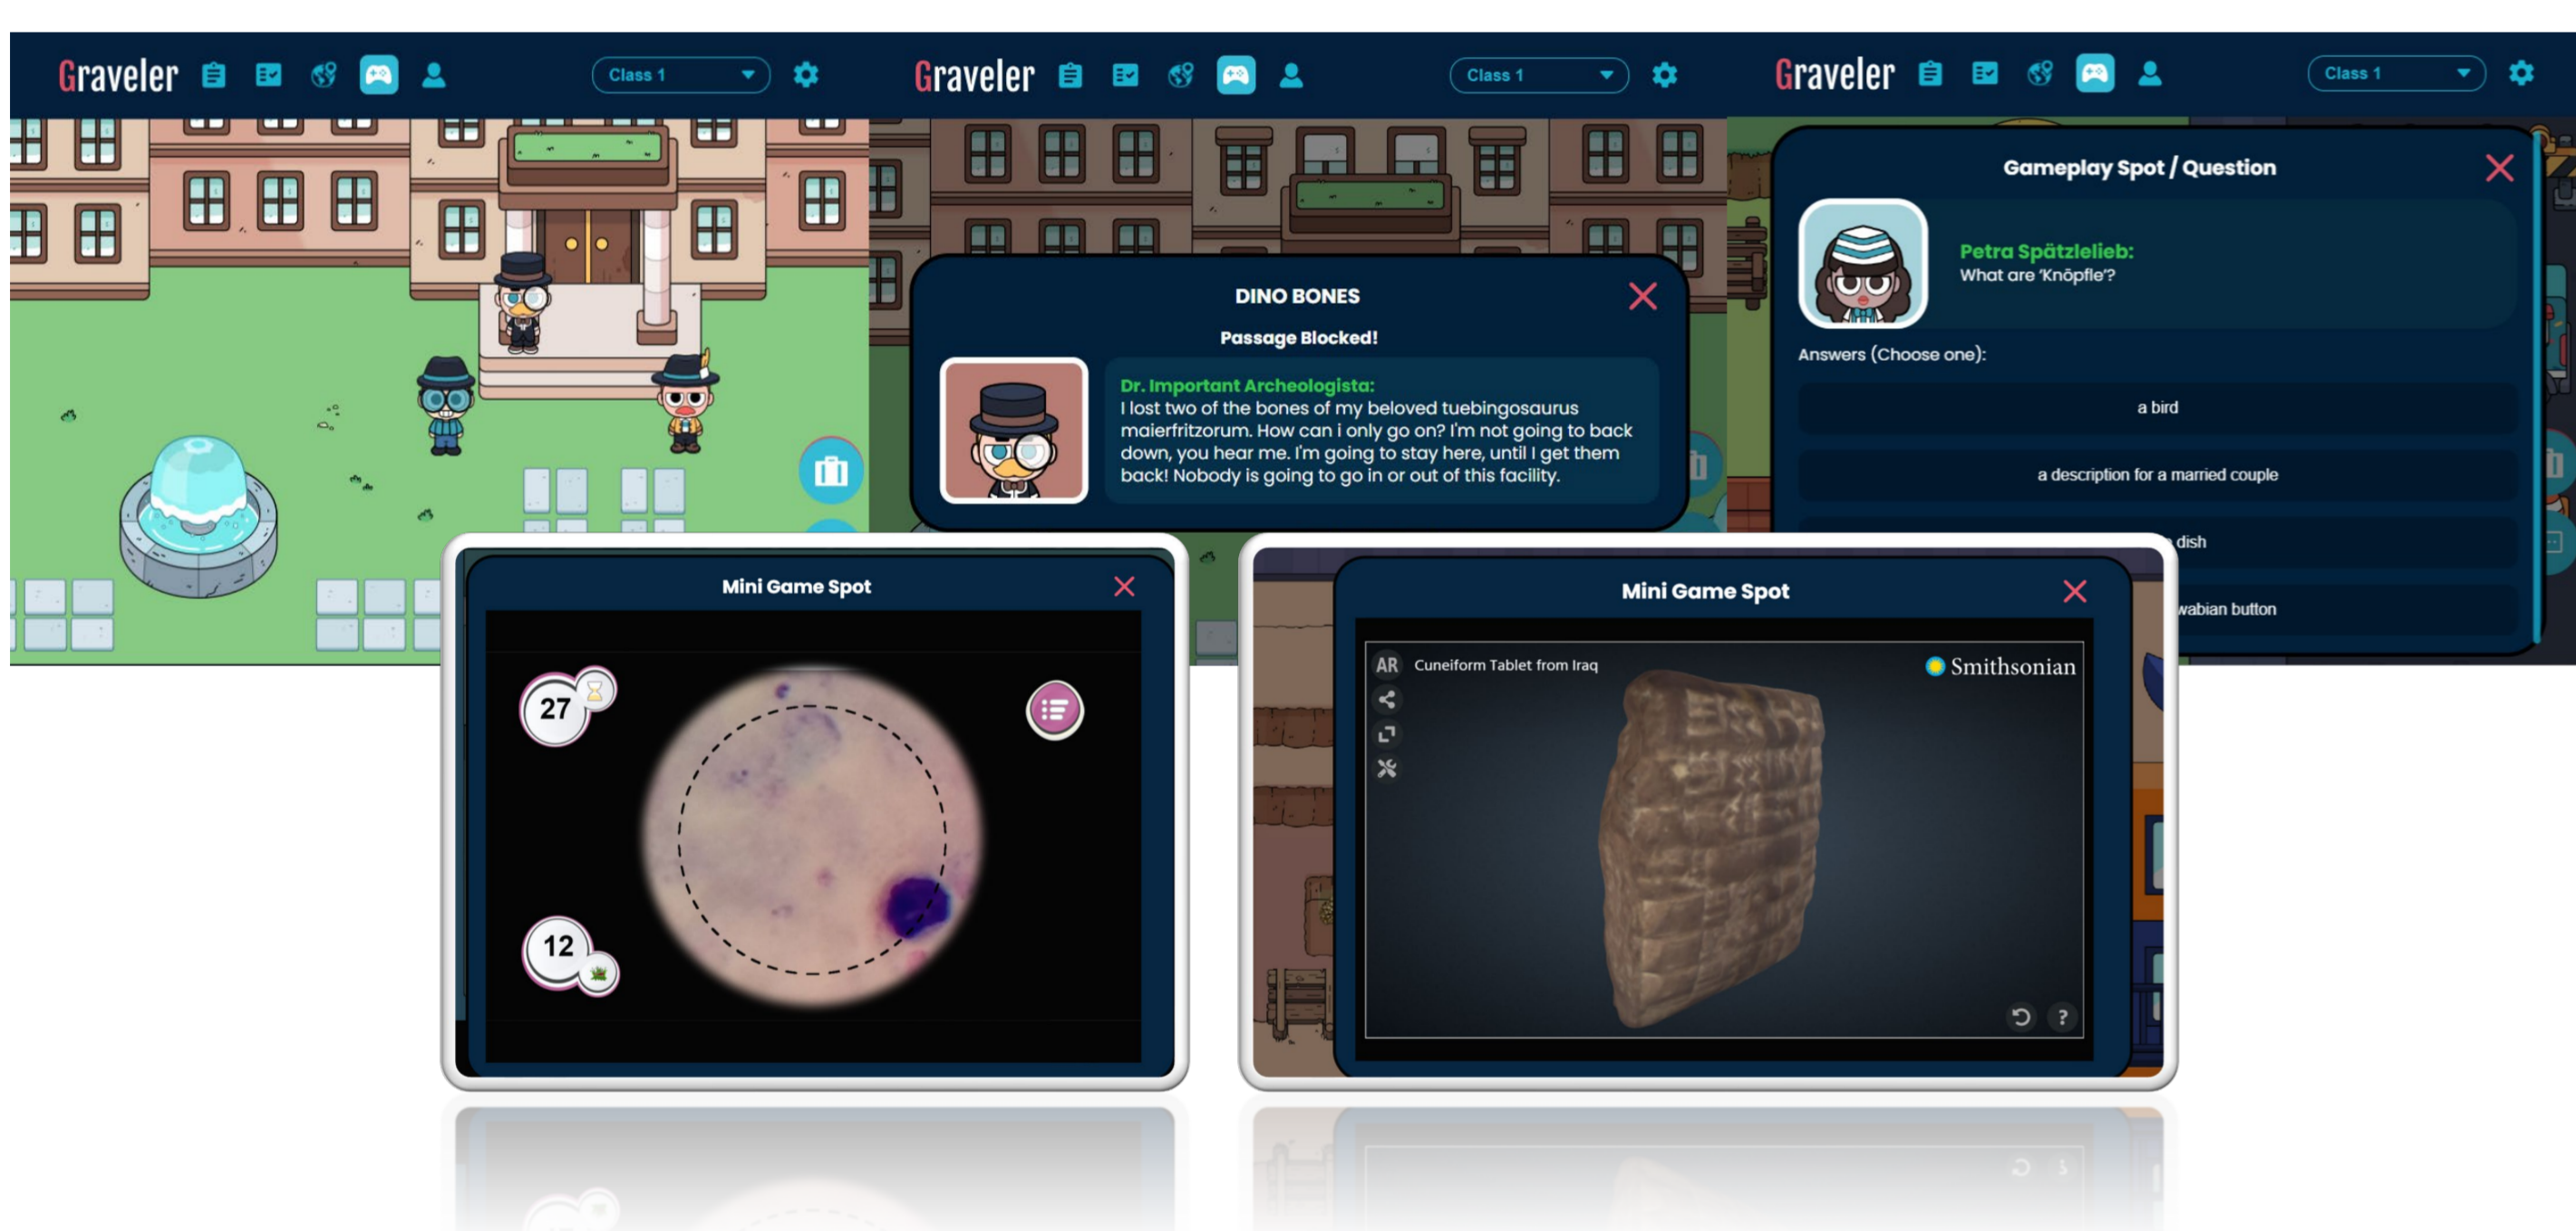 Graveler
Class 1
Graveler
Class 1
Graveler
Class 1
DINO BONES
Passage Blocked!
Dr. Important Archeologista:
I lost two of the bones of my beloved tuebingosaurus
maierfritzorum. How can i only go on? I'm not going to back
down, you hear me. I'm going to stay here, until I get them
back! Nobody is going to go in or out of this facility.
Gameplay Spot / Question
Petra Spätzlelieb:
What are 'Knöpfle'?
Answers (Choose one):
a bird
a description for a married couple
dish
button
Mini Game Spot
27
12
Mini Game Spot
AR
Cuneiform Tablet from Iraq
Smithsonian
?